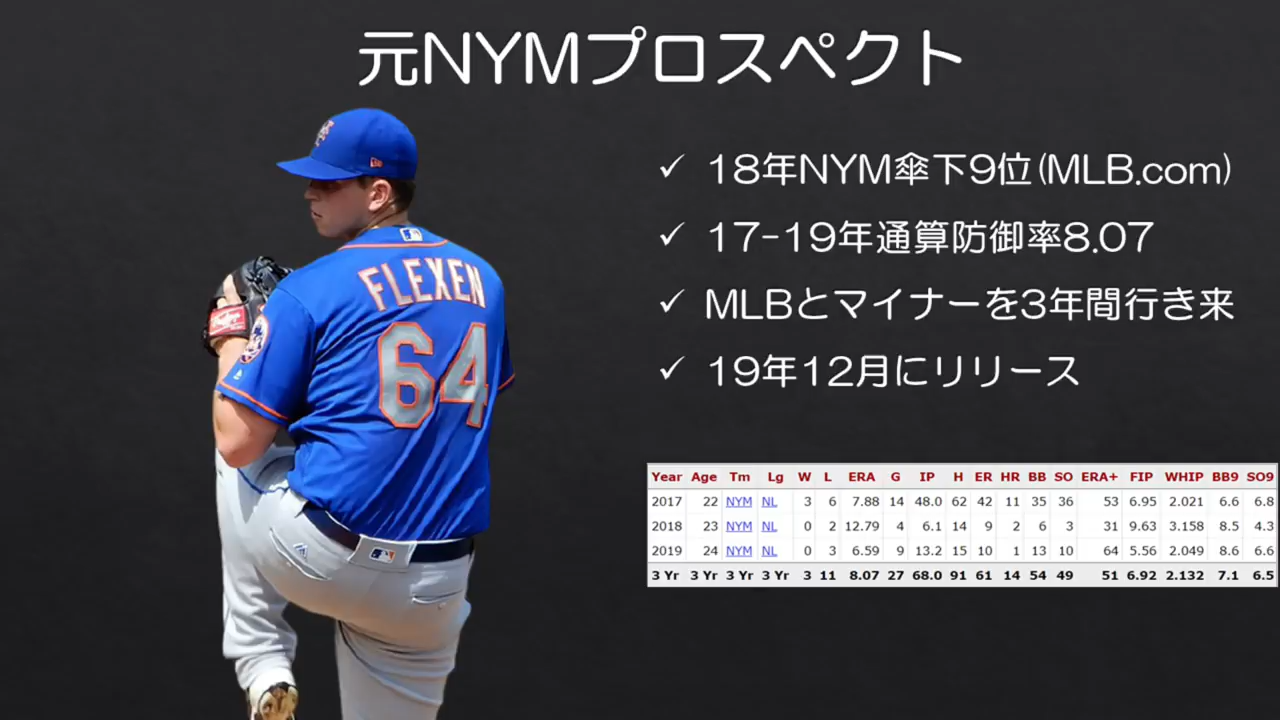 元NYMプロスペクト
✓ 18年NYM傘下9位(MLB.com)
✓ 17-19年通算防御率8.07
✓ MLBとマイナーを3年間行き来
✓ 19年12月にリリース
FLEXEN
64
Year Age Tm Lg W L ERA G IP H ER HR BB SO ERA+ FIP WHIP BB9 SO9
2017 22 NYM NL 3 6 7.88 14 48.0 62 42 11 35 36 53 6.95 2.021 6.6 6.8
2018 23 NYM NL 0 2 12.79 4 6.1 14 9 2 6 3 31 9.63 3.158 8.5 4.3
2019 24 NYM NL 0 3 6.59 9 13.2 15 10 1 13 10 64 5.56 2.049 8.6 6.6
3 Yr 3 Yr 3 Yr 3 Yr 3 11 8.07 27 68.0 91 61 14 54 49 51 6.92 2.132 7.1 6.5